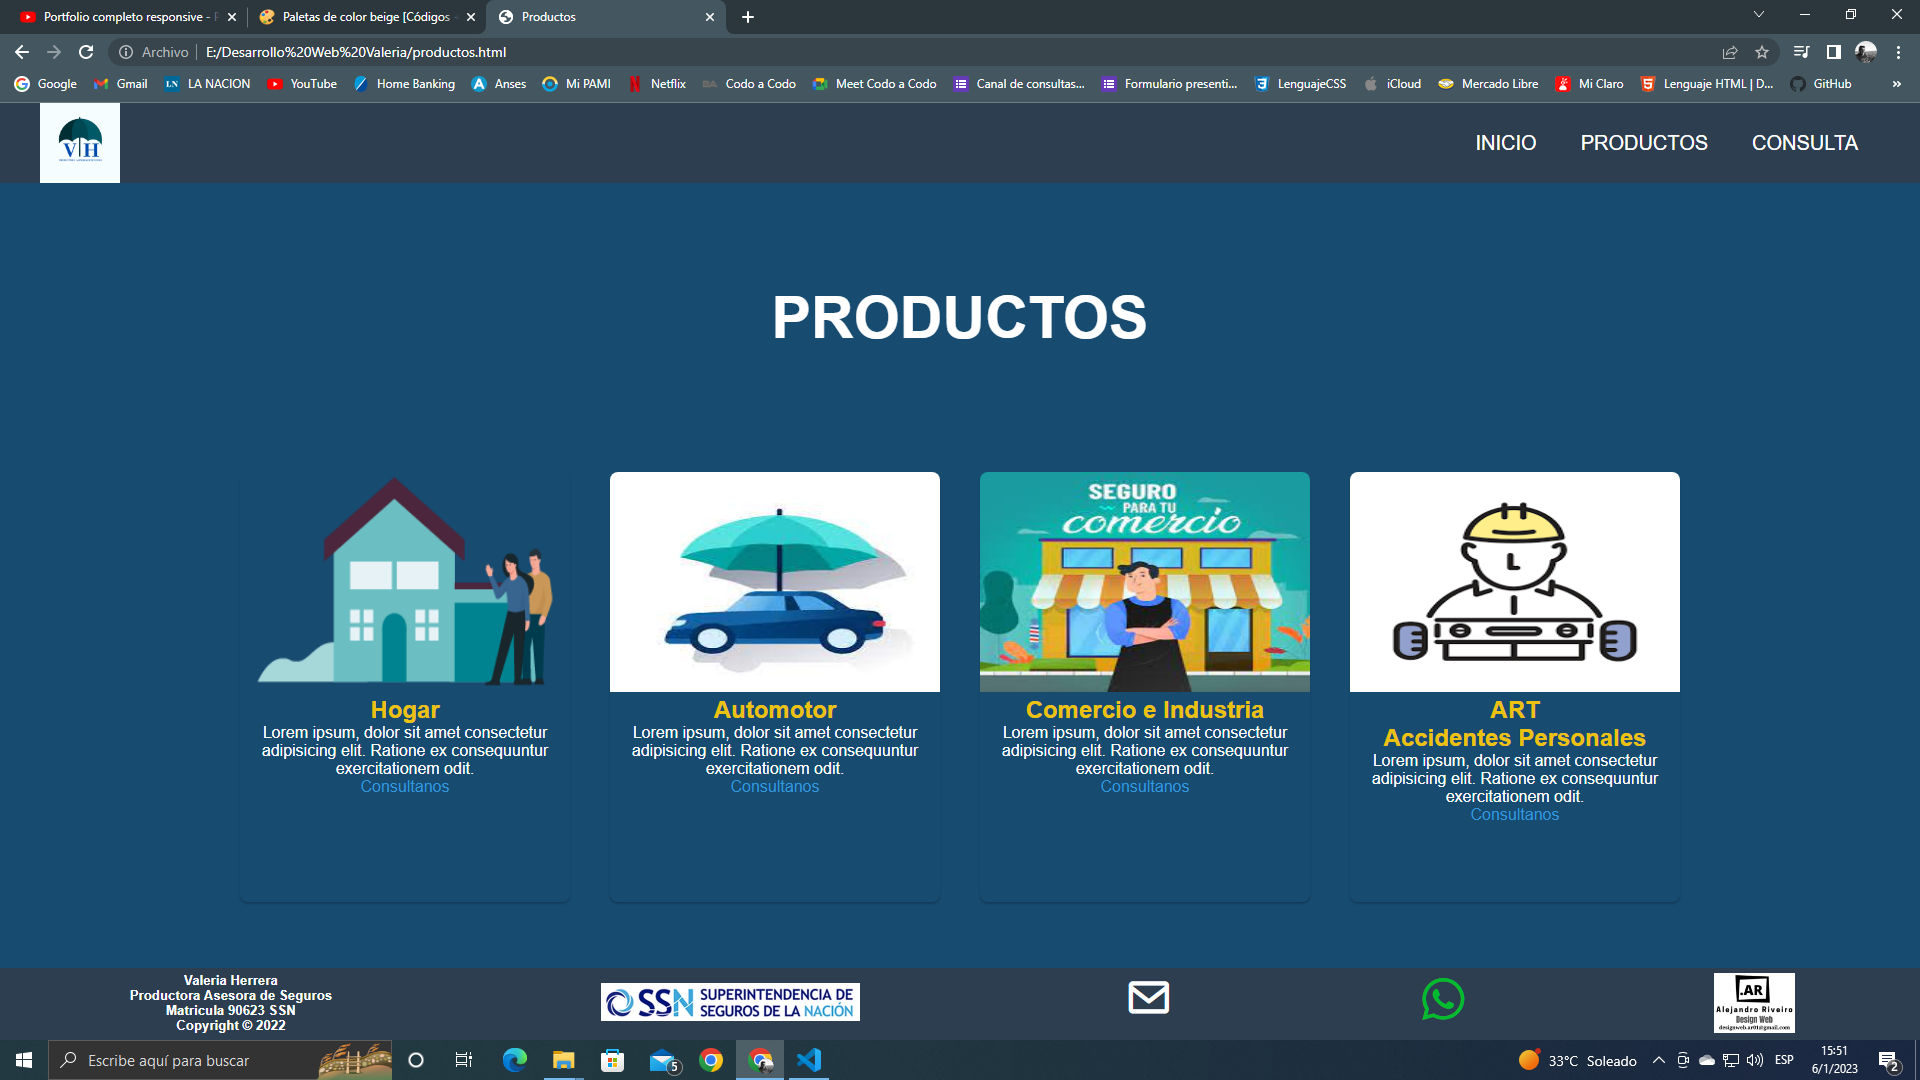 Portfolio completo responsive -
Paletas de color beige [Códigos
Productos
Archivo
E:/Desarrollo%20Web%20Valeria/productos.html
Google
Gmail
LA NACION
YouTube
Home Banking
Anses
Mi PAMI
Netflix
Codo a Codo
Meet Codo a Codo
Canal de consultas...
Formulario presenti...
LenguajeCSS
iCloud
Mercado Libre
Mi Claro
Lenguaje HTML | D...
GitHub
»
VH
INICIO
PRODUCTOS
CONSULTA
PRODUCTOS
SEGURO
PARA TU
comercio
Hogar
Lorem ipsum, dolor sit amet consectetur
adipisicing elit. Ratione ex consequuntur
exercitationem odit.
Consultanos
Automotor
Lorem ipsum, dolor sit amet consectetur
adipisicing elit. Ratione ex consequuntur
exercitationem odit.
Consultanos
Comercio e Industria
Lorem ipsum, dolor sit amet consectetur
adipisicing elit. Ratione ex consequuntur
exercitationem odit.
Consultanos
ART
Accidentes Personales
Lorem ipsum, dolor sit amet consectetur
adipisicing elit. Ratione ex consequuntur
exercitationem odit.
Consultanos
Valeria Herrera
Productora Asesora de Seguros
Matricula 90623 SSN
Copyright © 2022
SSN
SUPERINTENDENCIA DE
SEGUROS DE LA NACIÓN
.AR
Alejandro Riveiro
Design Web
designweb.ar01@gmail.com
Escribe aquí para buscar
5
33°C Soleado
ESP
15:51
6/1/2023
2